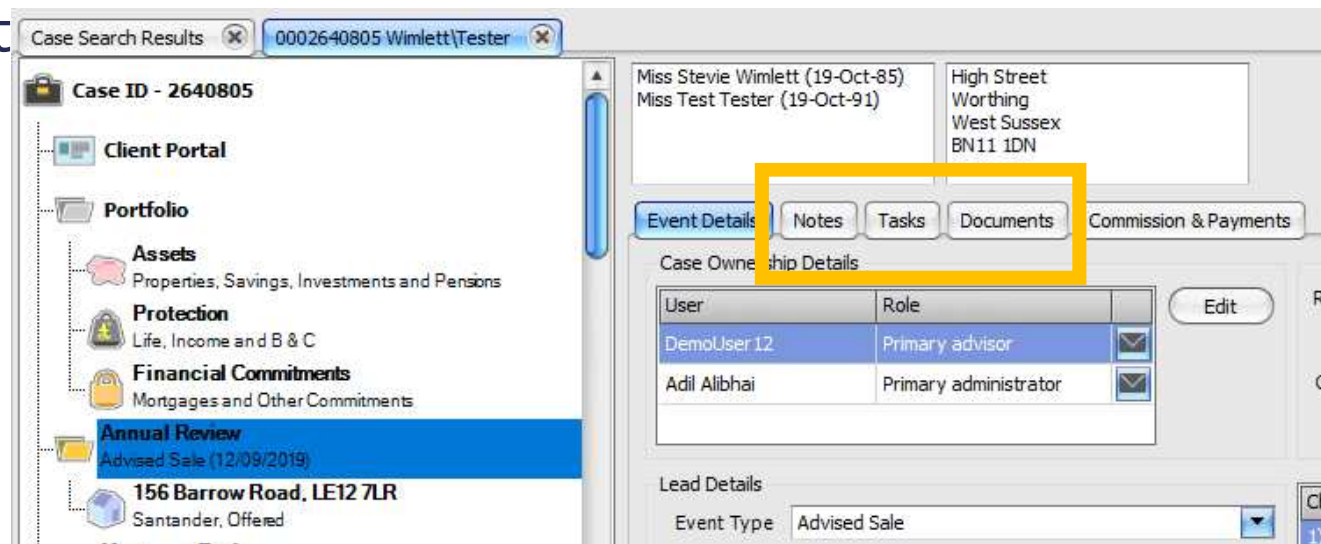 Case Search Results
0002640805 Wimlett\Tester
Case ID - 2640805
Client Portal
Portfolio
Assets
Properties, Savings, Investments and Pensions
Protection
Life, Income and B & C
Financial Commitments
Mortgages and Other Commitments
Annual Review
Advised Sale (12/09/2019)
156 Barrow Road, LE12 7LR
Santander, Offered
Miss Stevie Wimlett (19-Oct-85)
Miss Test Tester (19-Oct-91)
High Street
Worthing
West Sussex
BN11 1DN
Event Details
Notes
Tasks
Documents
Commission & Payments
Case Ownership Details
User
Role
Edit
DemoUser12
Primary advisor
Adil Alibhai
Primary administrator
Lead Details
Event Type
Advised Sale